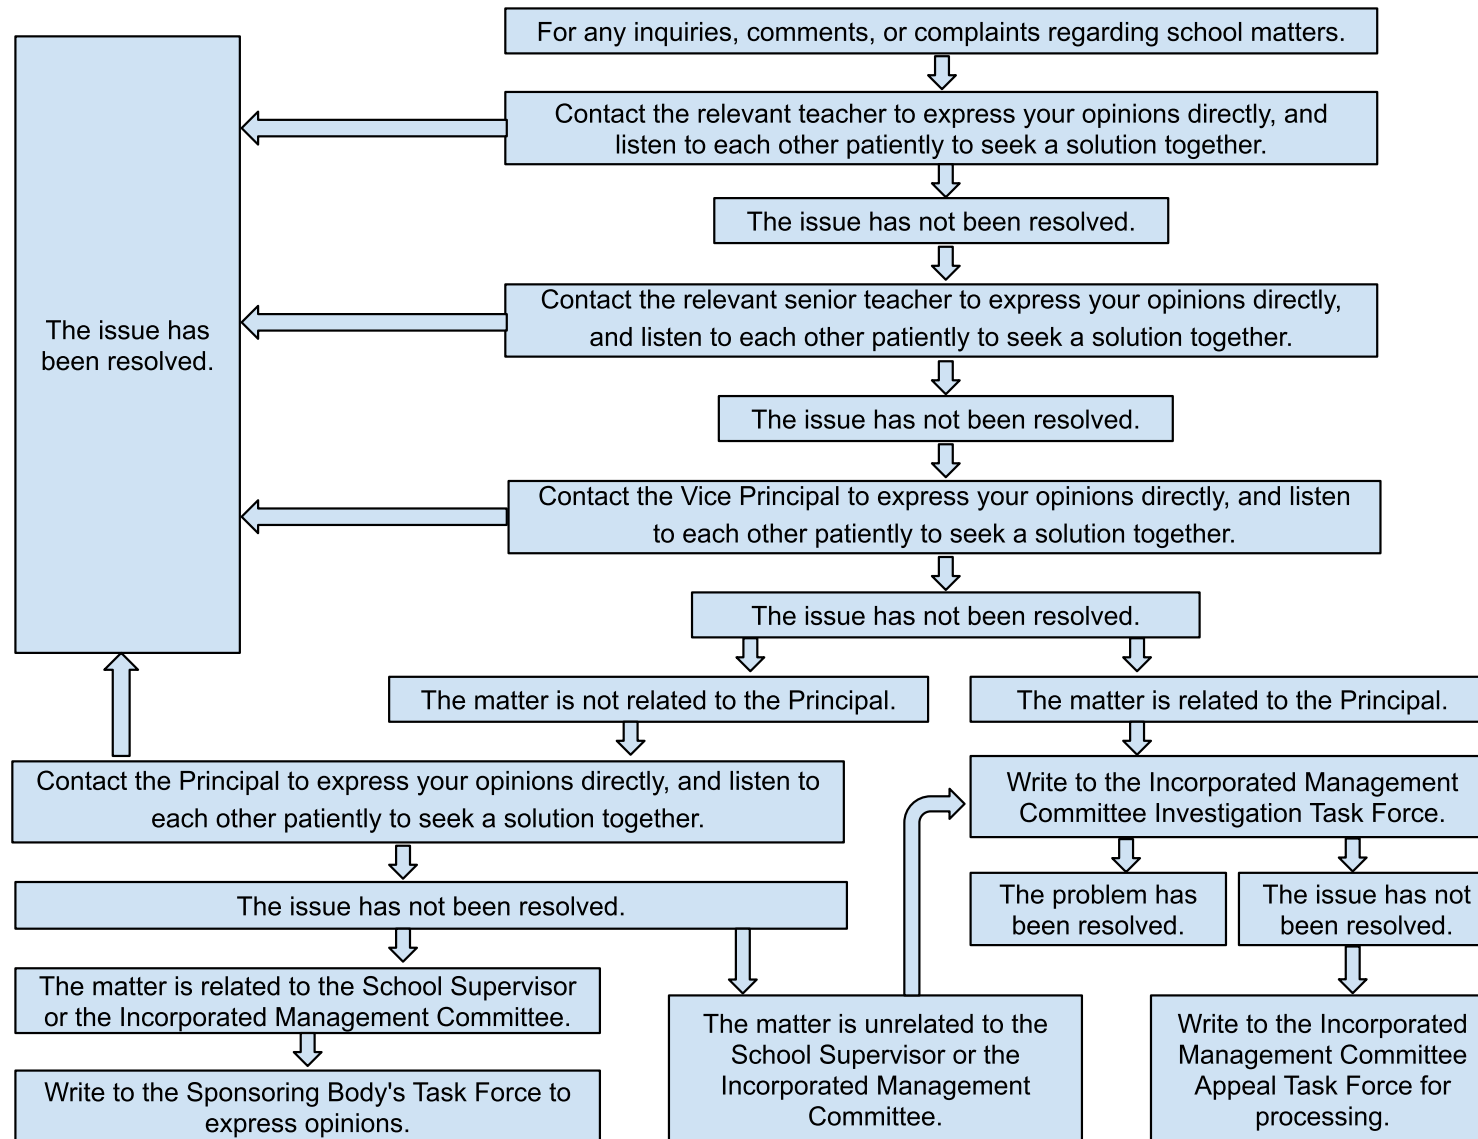 For any inquiries, comments, or complaints regarding school matters.
Contact the relevant teacher to express your opinions directly, and
listen to each other patiently to seek a solution together.
The issue has not been resolved.
Contact the relevant senior teacher to express your opinions directly,
and listen to each other patiently to seek a solution together.
The issue has
been resolved.
The issue has not been resolved.
Contact the Vice Principal to express your opinions directly, and listen
to each other patiently to seek a solution together.
The issue has not been resolved.
The matter is not related to the Principal.
The matter is related to the Principal.
Contact the Principal to express your opinions directly, and listen to
each other patiently to seek a solution together.
Write to the Incorporated Management
Committee Investigation Task Force.
The issue has not been resolved.
The problem has
been resolved.
The issue has not
been resolved.
The matter is related to the School Supervisor
or the Incorporated Management Committee.
The matter is unrelated to the
School Supervisor or the
Incorporated Management
Committee.
Write to the Incorporated
Management Committee
Appeal Task Force for
processing.
Write to the Sponsoring Body's Task Force to
express opinions.